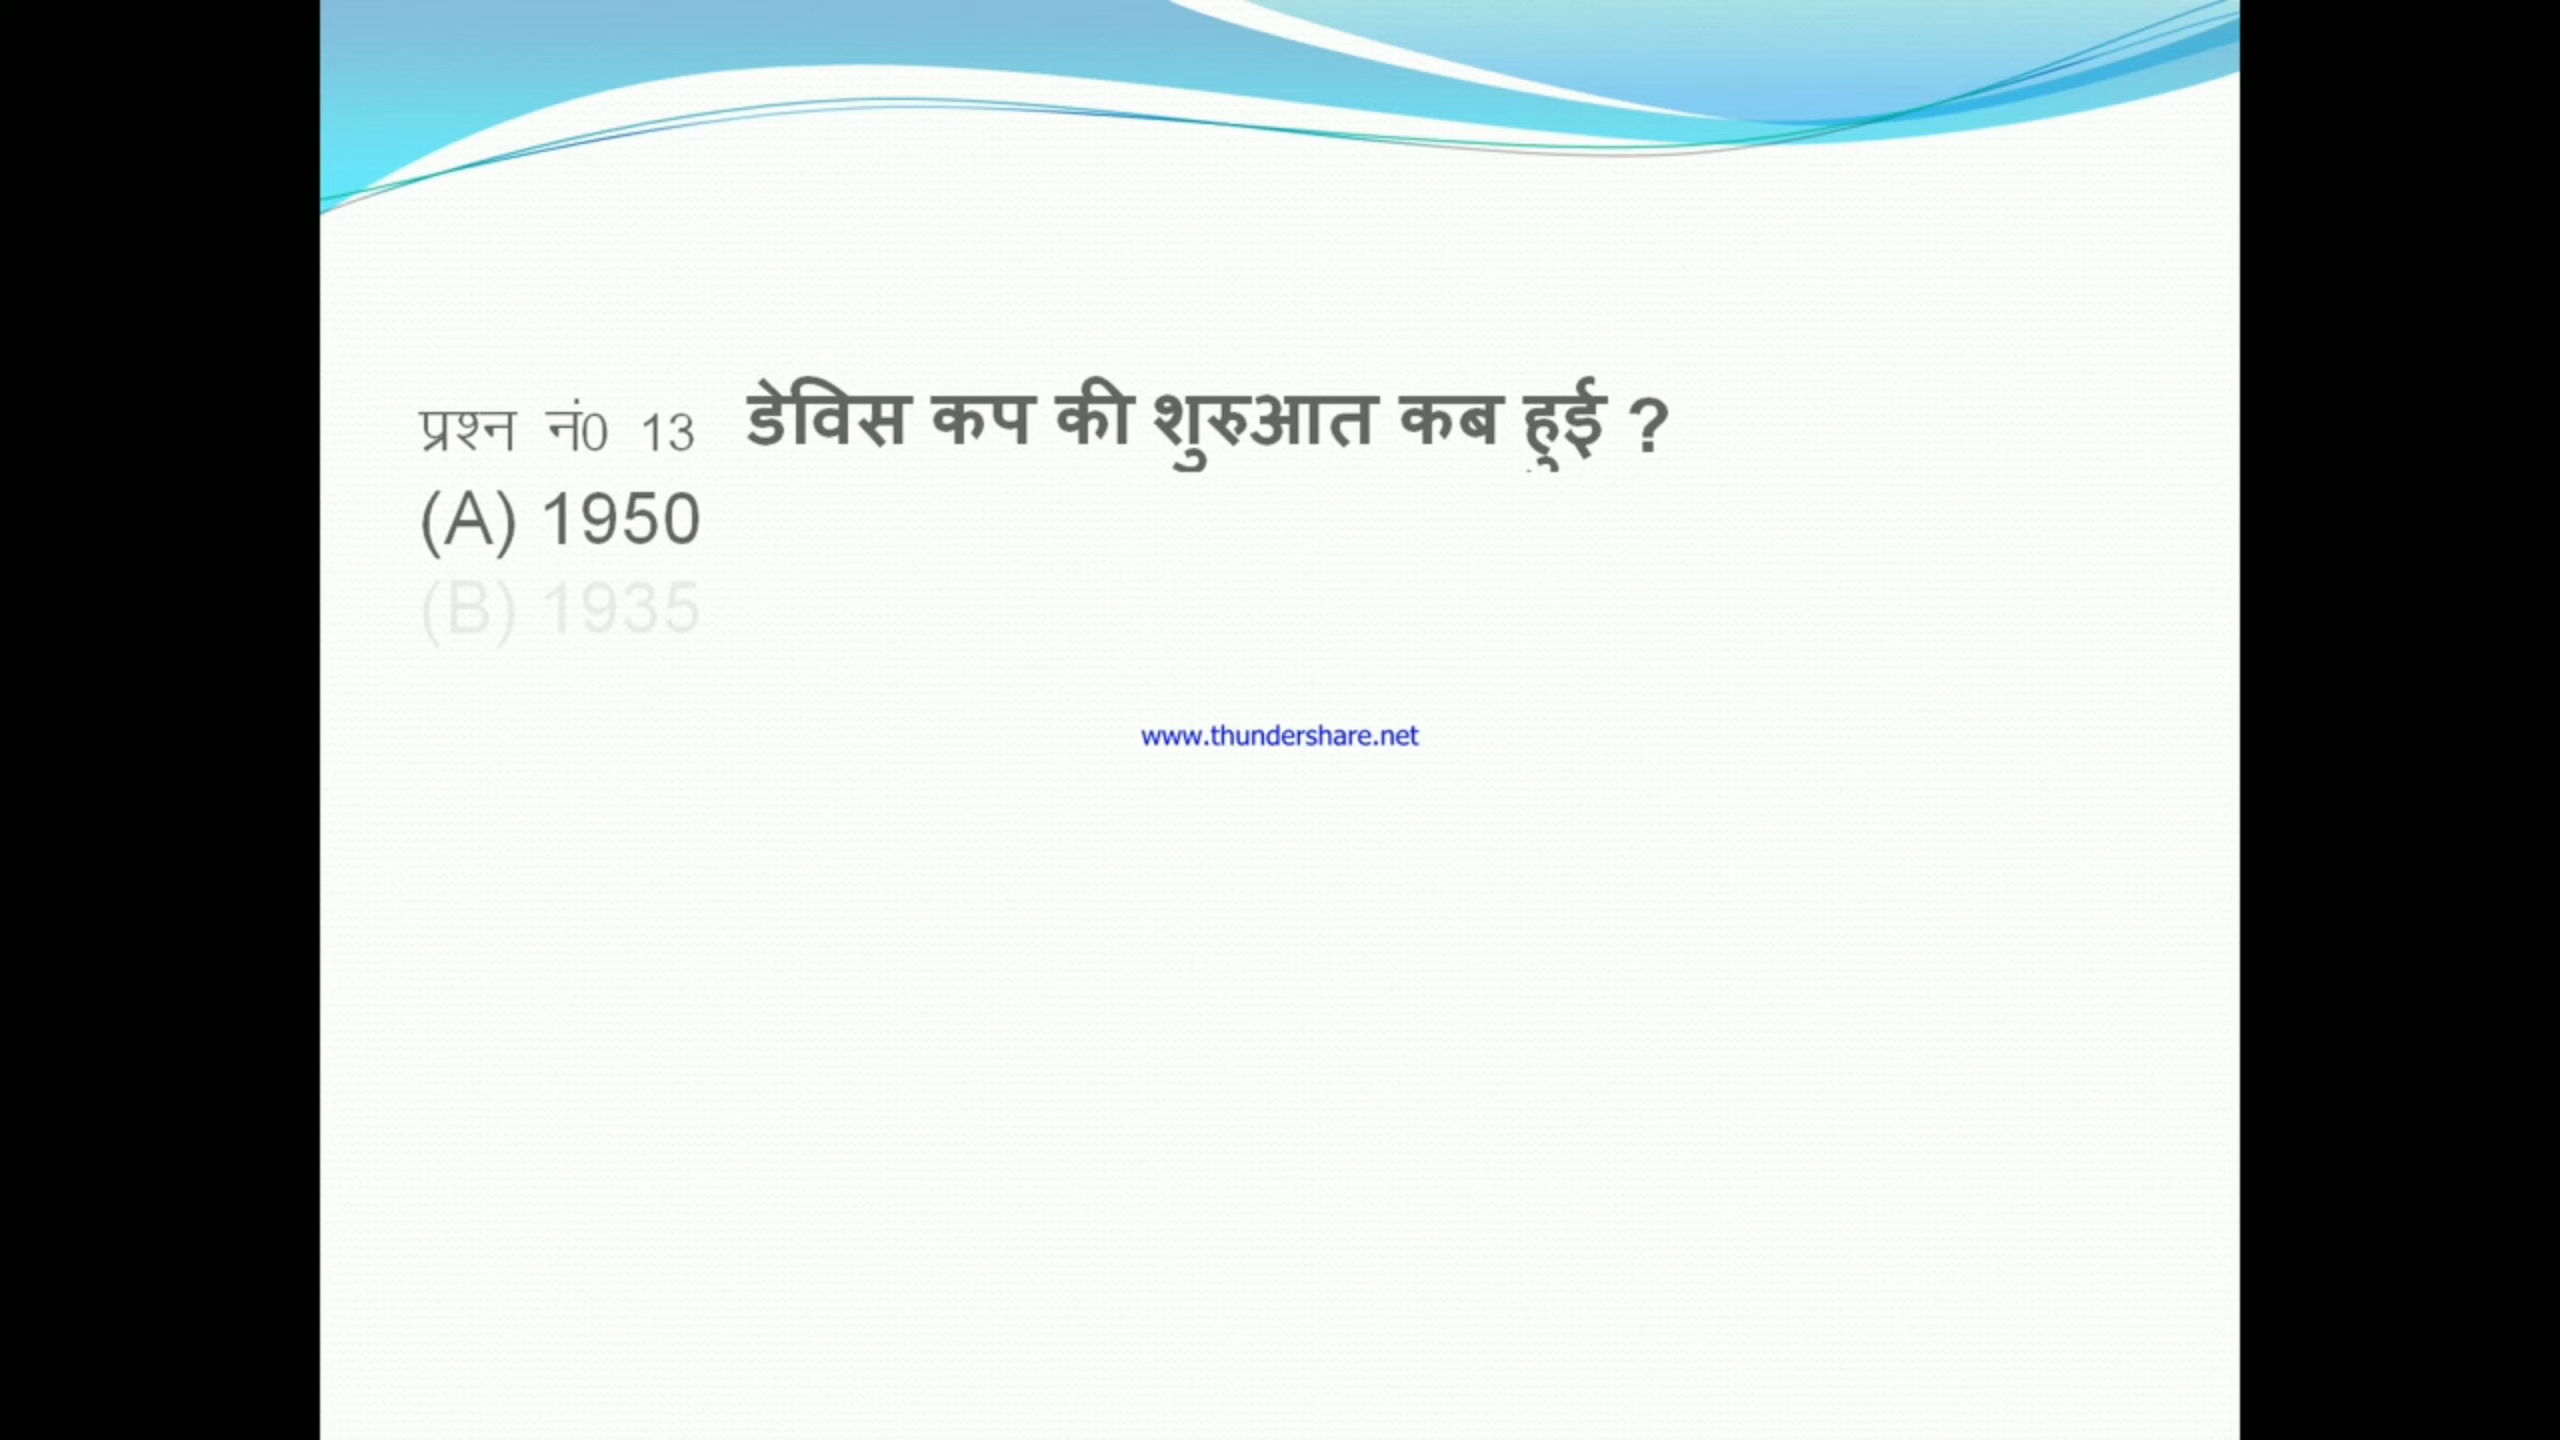 प्रश्न नं0 13 डेविस कप की शुरुआत कब हुई ?
(A) 1950
(B) 1935
www.thundershare.net